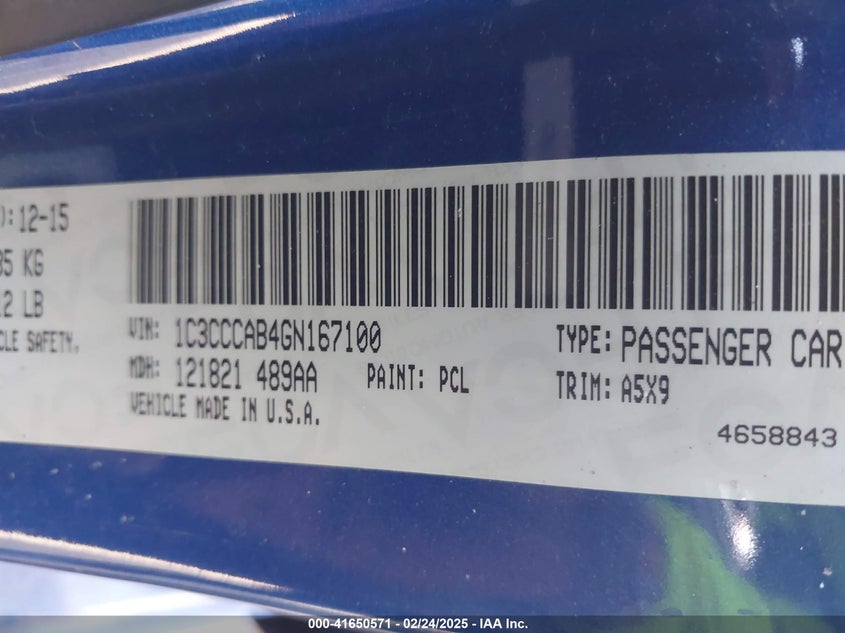 ): 12-15
85 KG
12 LB
CLE SAFETY.
VIN: 1C3CCCAB4GN167100
MDH: 121821 489AA
PAINT: PCL
VEHICLE MADE IN U.S.A.
TYPE: PASSENGER CAR
TRIM: A5X9
4658843
000-41650571 - 02/24/2025 - IAA Inc.